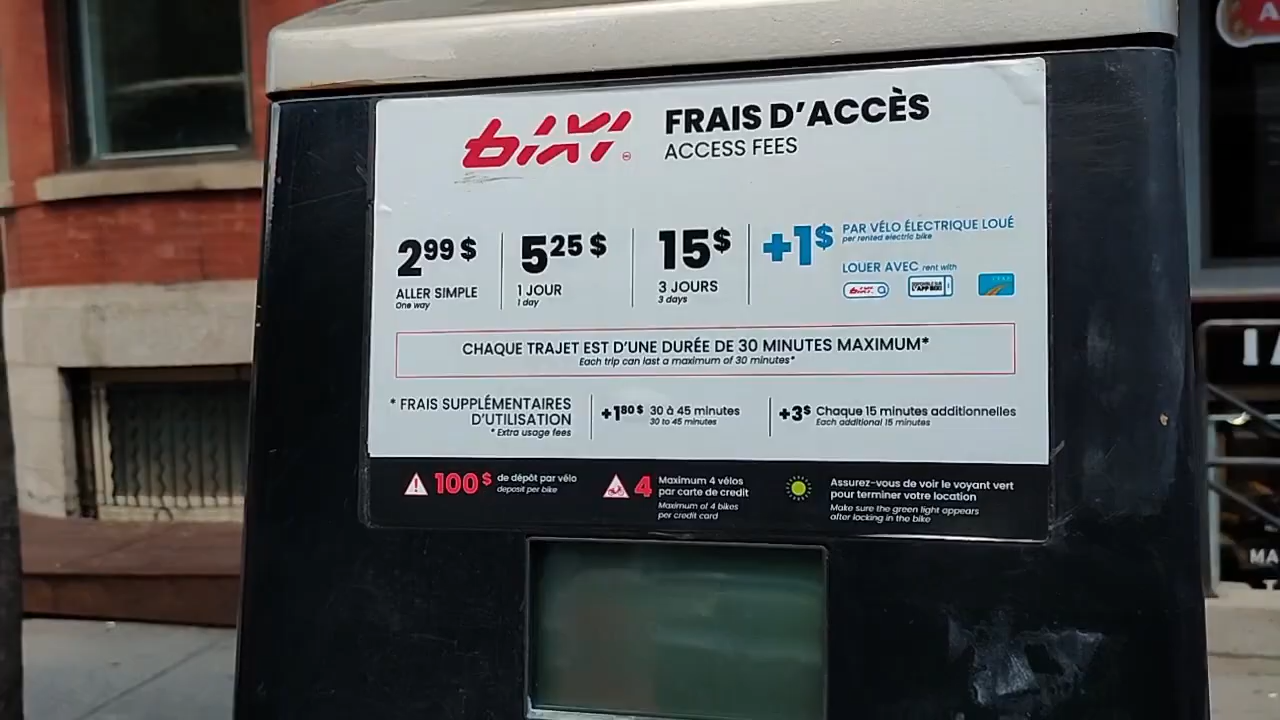 bixi
FRAIS D'ACCÈS
ACCESS FEES
2 99 $
ALLER SIMPLE
One way
5 25 $
1 JOUR
1 day
15 $
3 JOURS
3 days
+1 $
PAR VÉLO ÉLECTRIQUE LOUÉ
per rented electric bike
LOUER AVEC rent with
bixi
CHAQUE TRAJET EST D'UNE DURÉE DE 30 MINUTES MAXIMUM*
Each trip can last a maximum of 30 minutes*
* FRAIS SUPPLÉMENTAIRES
D'UTILISATION
* Extra usage fees
+1 80 $ 30 à 45 minutes
30 to 45 minutes
+3 $ Chaque 15 minutes additionnelles
Each additional 15 minutes
100 $ de dépôt par vélo
deposit per bike
4 Maximum 4 vélos
par carte de credit
Maximum of 4 bikes
per credit card
Assurez-vous de voir le voyant vert
pour terminer votre location
Make sure the green light appears
after locking in the bike
MA